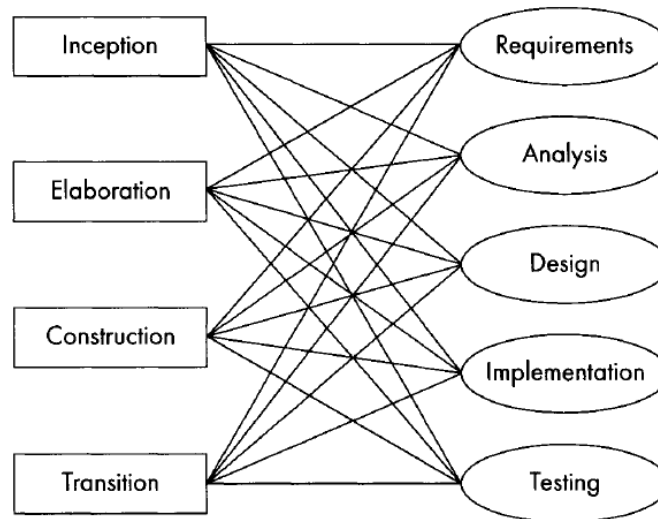 Inception
Requirements
Analysis
Elaboration
Design
Construction
Implementation
Transition
Testing